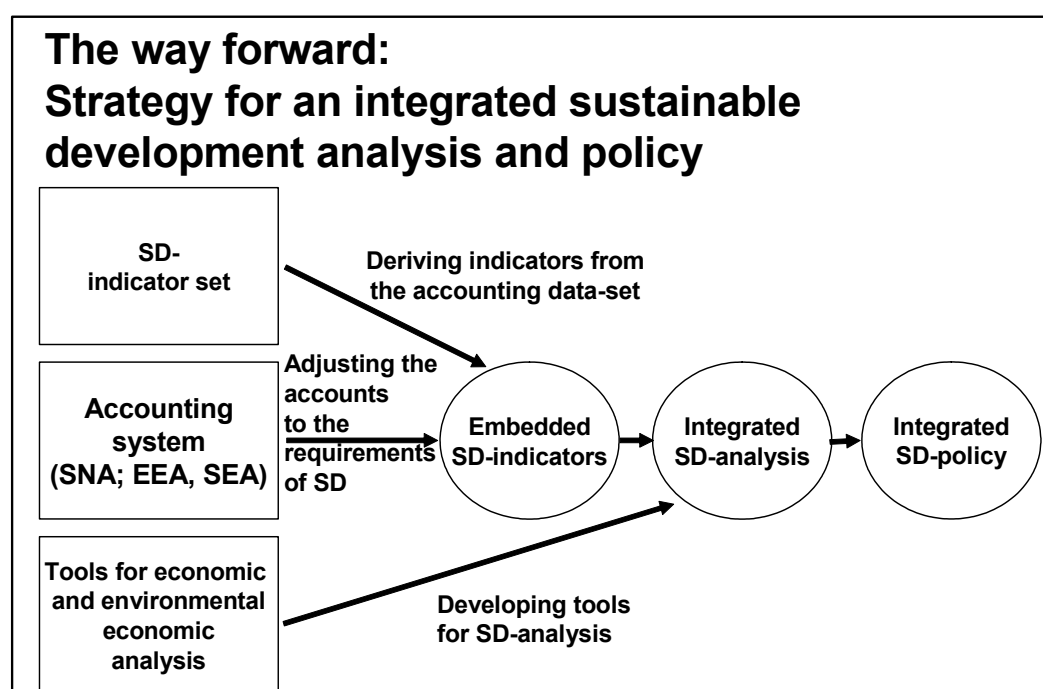 The way forward:
Strategy for an integrated sustainable
development analysis and policy
SD-
indicator set
Deriving indicators from
the accounting data-set
Accounting
system
(SNA; EEA, SEA)
Adjusting the
accounts
to the
requirements
of SD
Embedded
SD-indicators
Integrated
SD-analysis
Integrated
SD-policy
Tools for economic
and environmental
economic
analysis
Developing tools
for SD-analysis